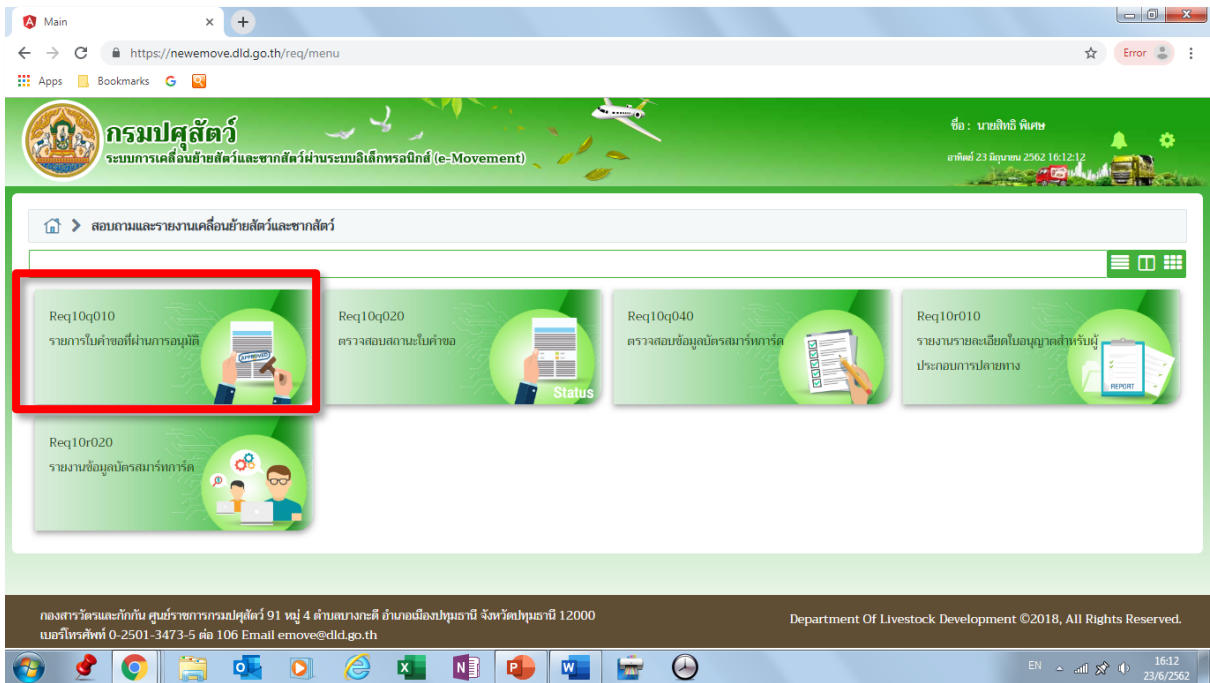 Main
https://newemove.dld.go.th/req/menu
Error
Apps Bookmarks
กรมปศุสัตว์
ระบบการเคลื่อนย้ายสัตว์และซากสัตว์ผ่านระบบอิเล็กทรอนิกส์ (e-Movement)
ชื่อ : นายสิทธิ พิเศษ
อาทิตย์ 23 มิถุนายน 2562 16:12:12
สอบถามและรายงานเคลื่อนย้ายสัตว์และซากสัตว์
Req10q010
รายการใบคำขอที่ผ่านการอนุมัติ
APPROVED
Req10q020
ตรวจสอบสถานะใบคำขอ
Status
Req10q040
ตรวจสอบข้อมูลบัตรสมาร์ทการ์ด
Req10r010
รายงานรายละเอียดใบอนุญาตสำหรับผู้
ประกอบการปลายทาง
REPORT
Req10r020
รายงานข้อมูลบัตรสมาร์ทการ์ด
กองสารวัตรและกักกัน ศูนย์ราชการกรมปศุสัตว์ 91 หมู่ 4 ตำบลบางกะดี อำเภอเมืองปทุมธานี จังหวัดปทุมธานี 12000
เบอร์โทรศัพท์ 0-2501-3473-5 ต่อ 106 Email emove@dld.go.th
Department Of Livestock Development ©2018, All Rights Reserved.
EN
16:12
23/6/2562